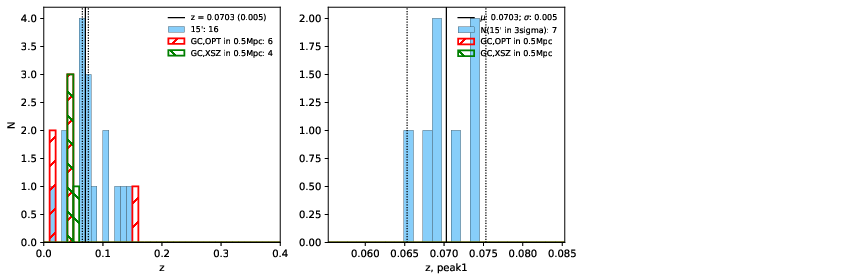 z = 0.0703 (0.005)
15': 16
GC,OPT in 0.5Mpc: 6
GC,XSZ in 0.5Mpc: 4
4.0
3.5
3.0
2.5
2.0
1.5
1.0
0.5
0.0
N
0.0 0.1 0.2 0.3 0.4
z
μ: 0.0703; σ: 0.005
N(15' in 3sigma): 7
GC,OPT in 0.5Mpc
GC,XSZ in 0.5Mpc
2.00
1.75
1.50
1.25
1.00
0.75
0.50
0.25
0.00
0.060 0.065 0.070 0.075 0.080 0.085
z, peak1